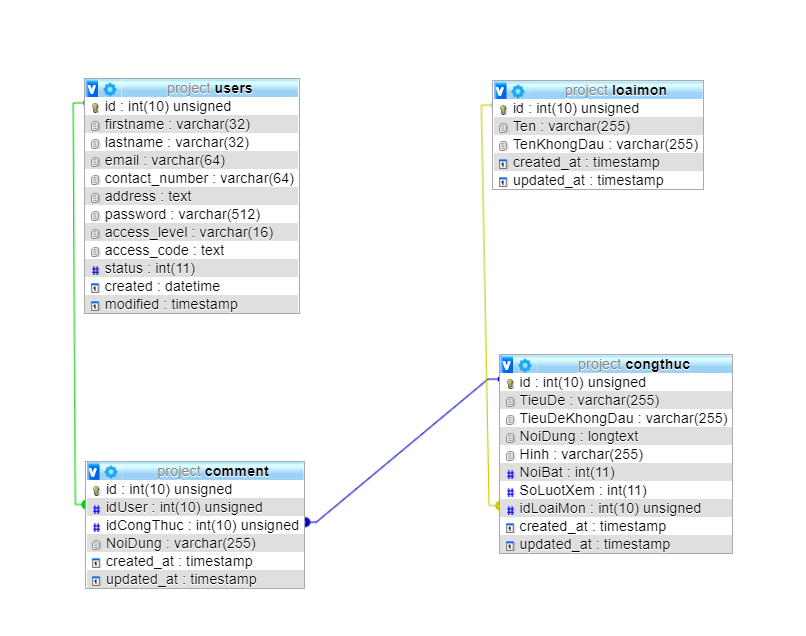 project users
id : int(10) unsigned
firstname : varchar(32)
lastname : varchar(32)
email : varchar(64)
contact_number : varchar(64)
address : text
password : varchar(512)
access_level : varchar(16)
access_code : text
status : int(11)
created : datetime
modified : timestamp
project loaimon
id : int(10) unsigned
Ten : varchar(255)
TenKhongDau : varchar(255)
created_at : timestamp
updated_at : timestamp
project comment
id : int(10) unsigned
idUser : int(10) unsigned
idCongThuc : int(10) unsigned
NoiDung : varchar(255)
created_at : timestamp
updated_at : timestamp
project congthuc
id : int(10) unsigned
TieuDe : varchar(255)
TieuDeKhongDau : varchar(255)
NoiDung : longtext
Hinh : varchar(255)
NoiBat : int(11)
SoLuotXem : int(11)
idLoaiMon : int(10) unsigned
created_at : timestamp
updated_at : timestamp